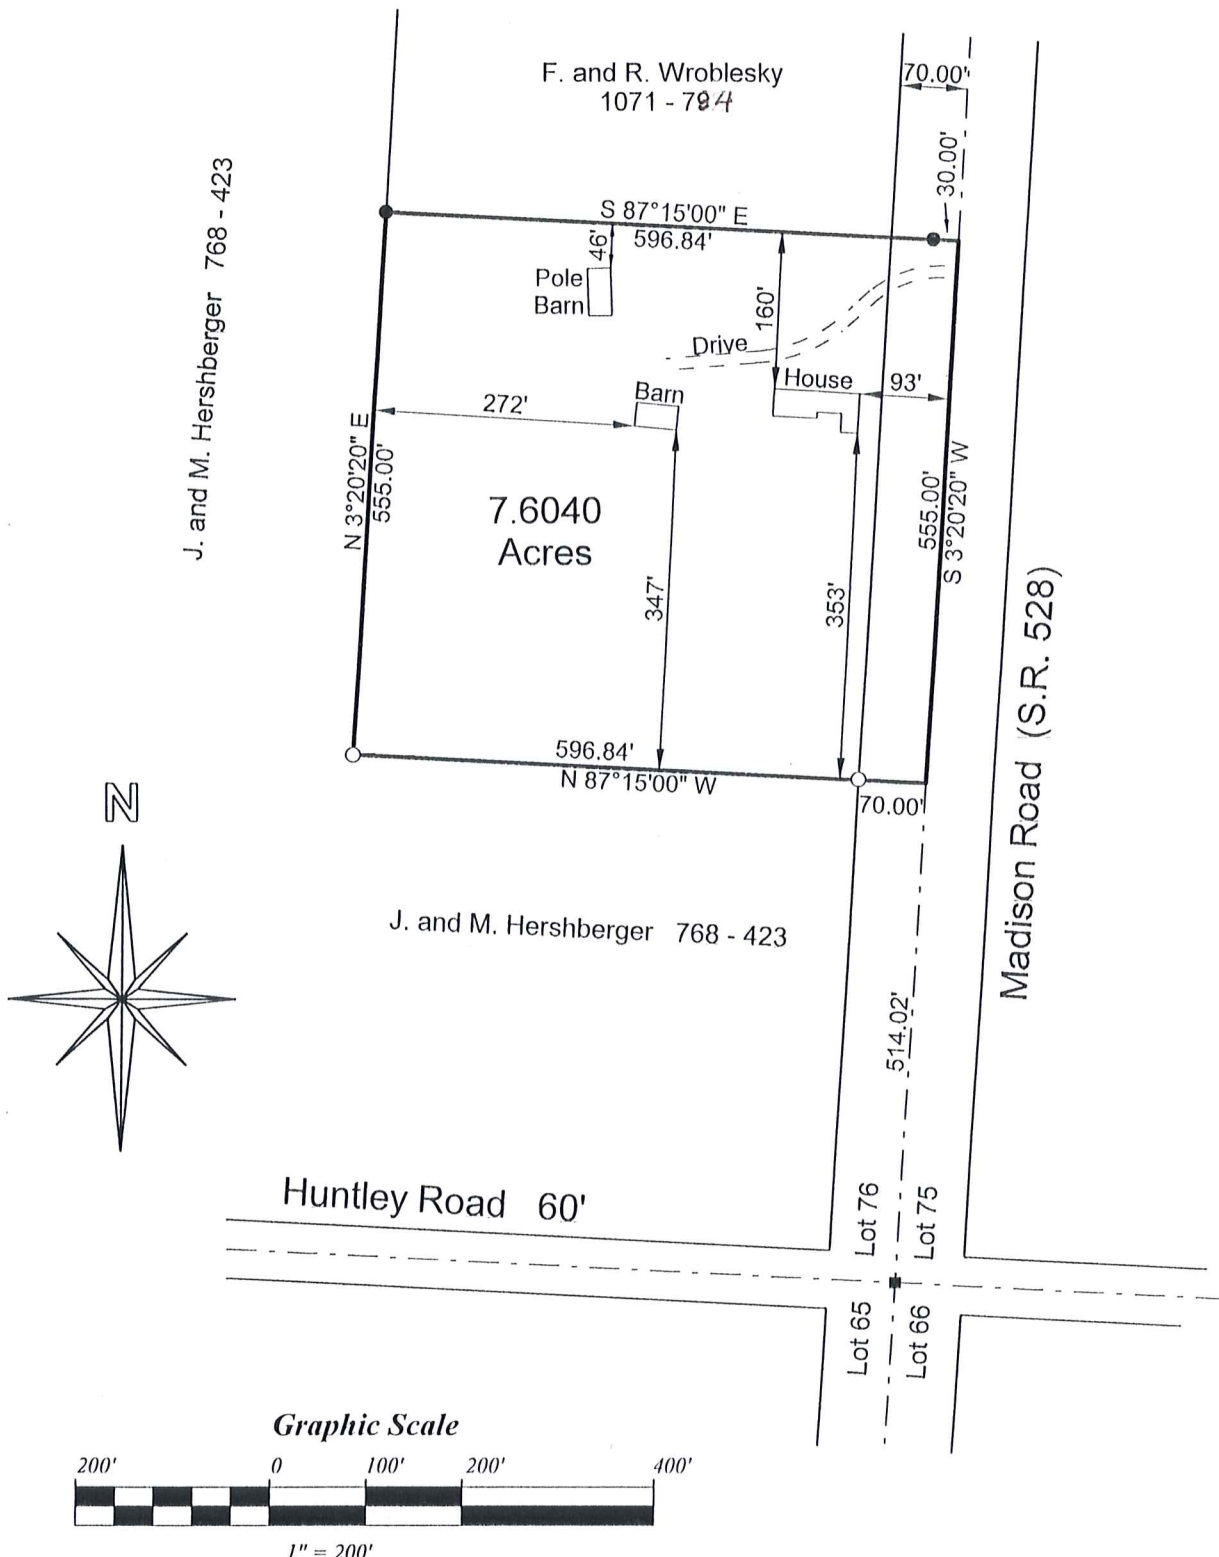 F. and R. Wroblesky
1071 - 784
70.00'
30.00'
J. and M. Hershberger 768 - 423
S 87°15'00" E
596.84'
46'
Pole
Barn
160'
Drive
House
93'
Barn
272'
N 3°20'20" E
555.00'
7.6040
Acres
347'
353'
555.00'
S 3°20'20" W
596.84'
N 87°15'00" W
70.00'
Madison Road (S.R. 528)
N
J. and M. Hershberger 768 - 423
514.02'
Huntley Road 60'
Lot 76
Lot 75
Lot 65
Lot 66
Graphic Scale
200' 0 100' 200' 400'
1" = 200'